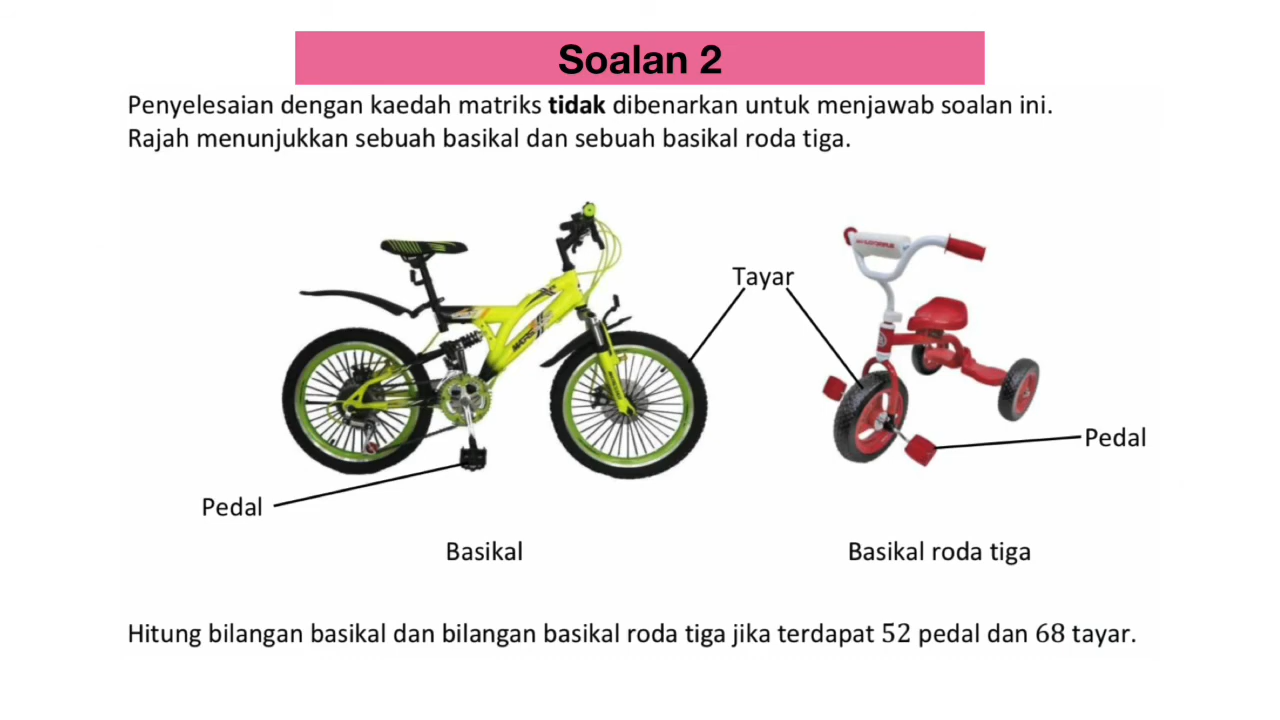 Soalan 2
Penyelesaian dengan kaedah matriks tidak dibenarkan untuk menjawab soalan ini.
Rajah menunjukkan sebuah basikal dan sebuah basikal roda tiga.
Tayar
Pedal
Pedal
Basikal
Basikal roda tiga
Hitung bilangan basikal dan bilangan basikal roda tiga jika terdapat 52 pedal dan 68 tayar.